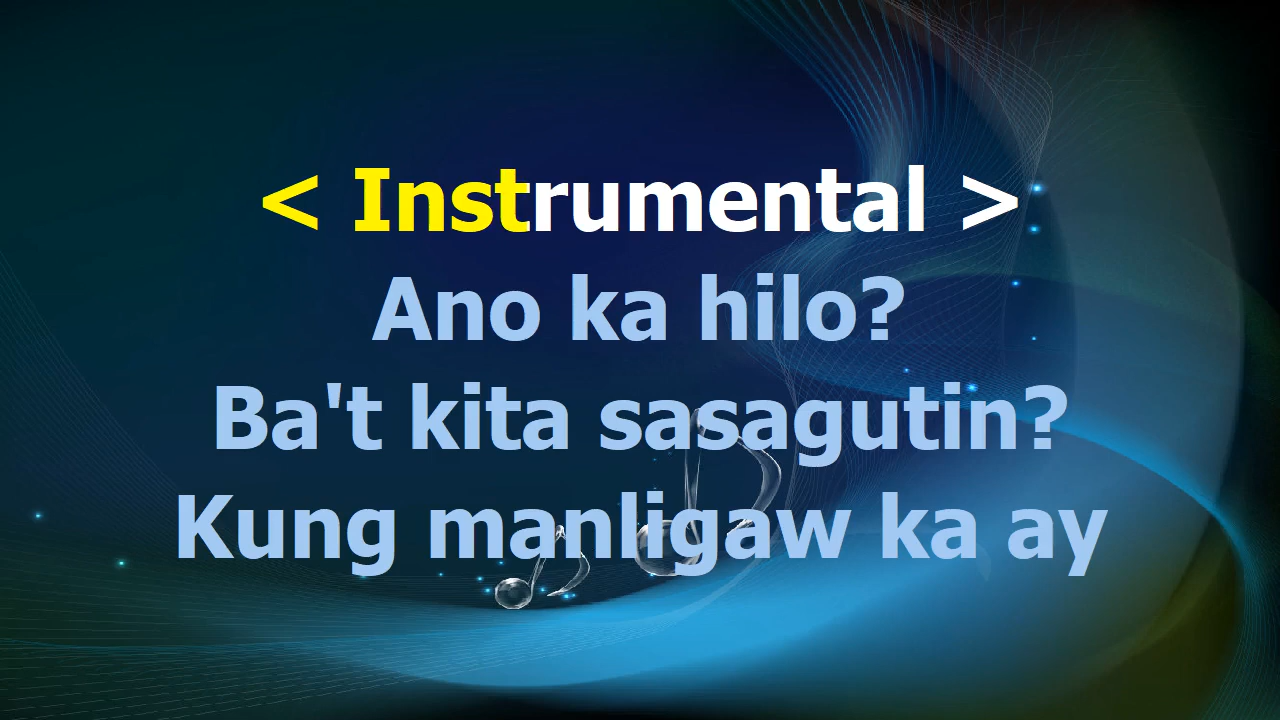 < Instrumental >
Ano ka hilo?
Ba't kita sasagutin?
Kung manligaw ka ay